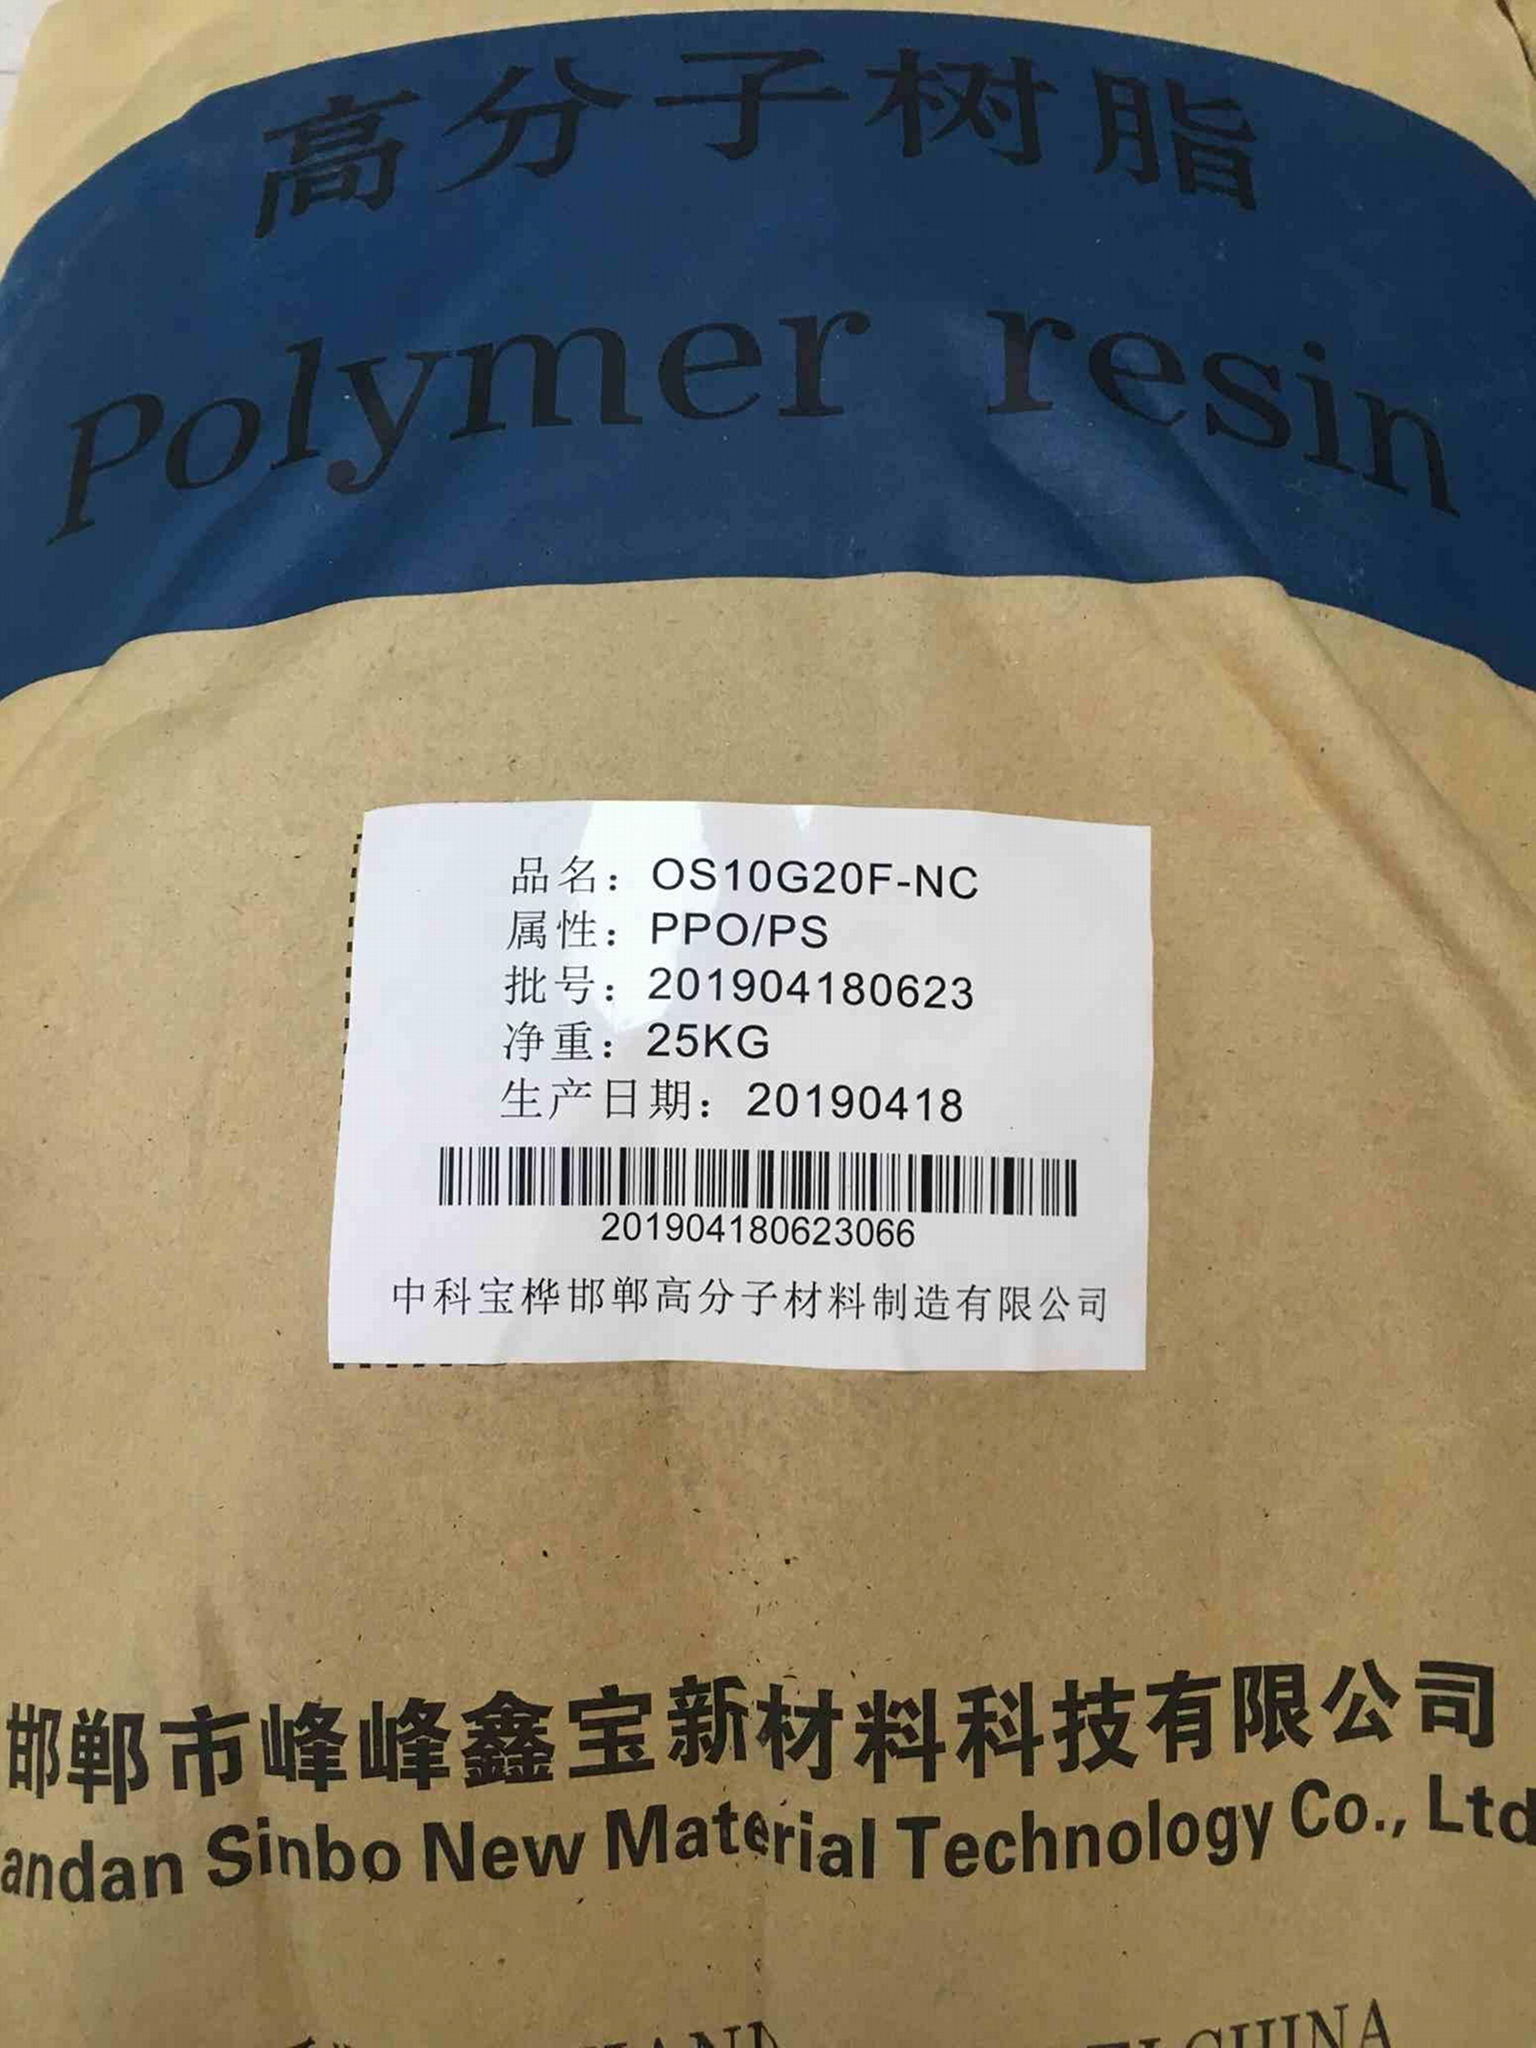 高分子树脂
Polymer resin
品名：OS10G20F-NC
属性：PPO/PS
批号：201904180623
净重：25KG
生产日期：20190418
201904180623066
中科宝桦邯郸高分子材料制造有限公司
邯郸市峰峰鑫宝新材料科技有限公司
andan Sinbo New Material Technology Co., Ltd
CHINA